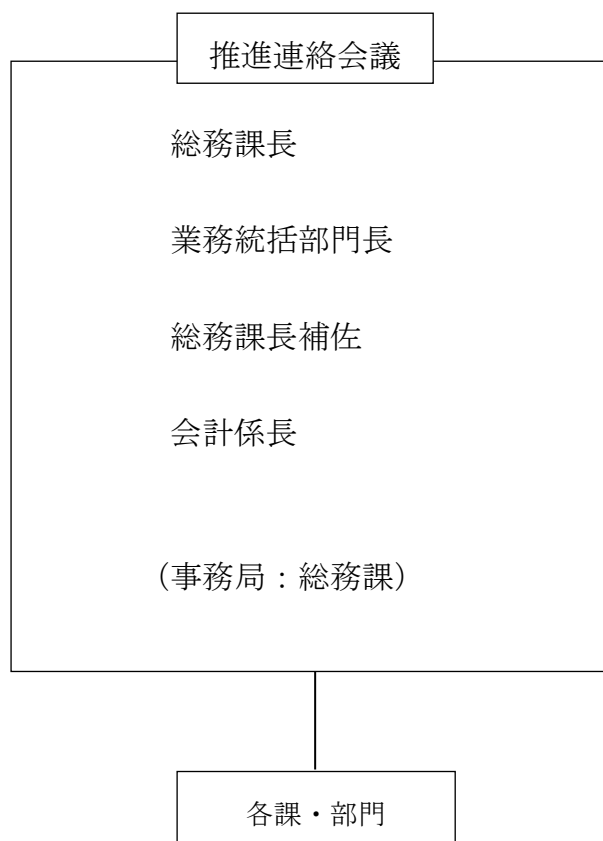 推進連絡会議
総務課長
業務統括部門長
総務課長補佐
会計係長
（事務局：総務課）
各課・部門